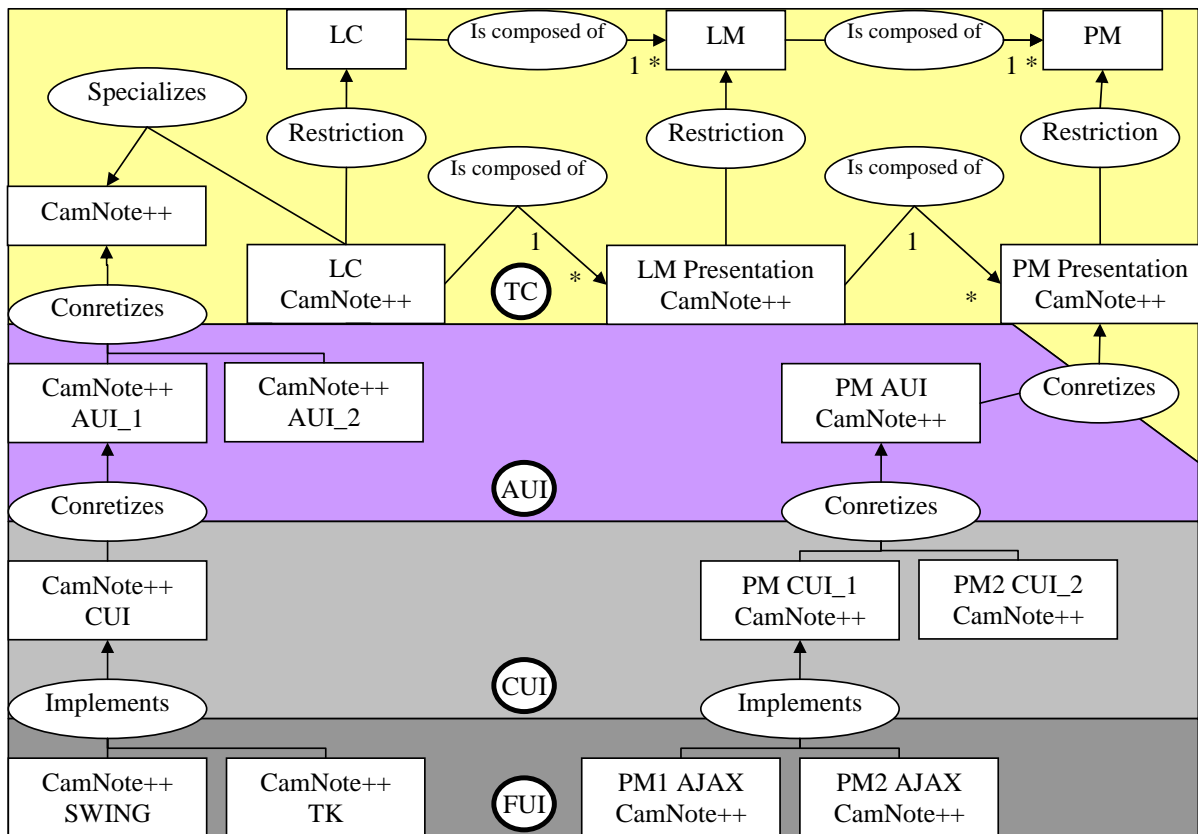 LC
Is composed of
LM
Is composed of
PM
1 *
1 *
Specializes
Restriction
Restriction
Restriction
Is composed of
Is composed of
CamNote++
1
1
LC
CamNote++
TC
*
LM Presentation
CamNote++
*
PM Presentation
CamNote++
Conretizes
CamNote++
AUI_1
CamNote++
AUI_2
PM AUI
CamNote++
Conretizes
AUI
Conretizes
Conretizes
CamNote++
CUI
PM CUI_1
CamNote++
PM2 CUI_2
CamNote++
CUI
Implements
Implements
CamNote++
SWING
CamNote++
TK
FUI
PM1 AJAX
CamNote++
PM2 AJAX
CamNote++